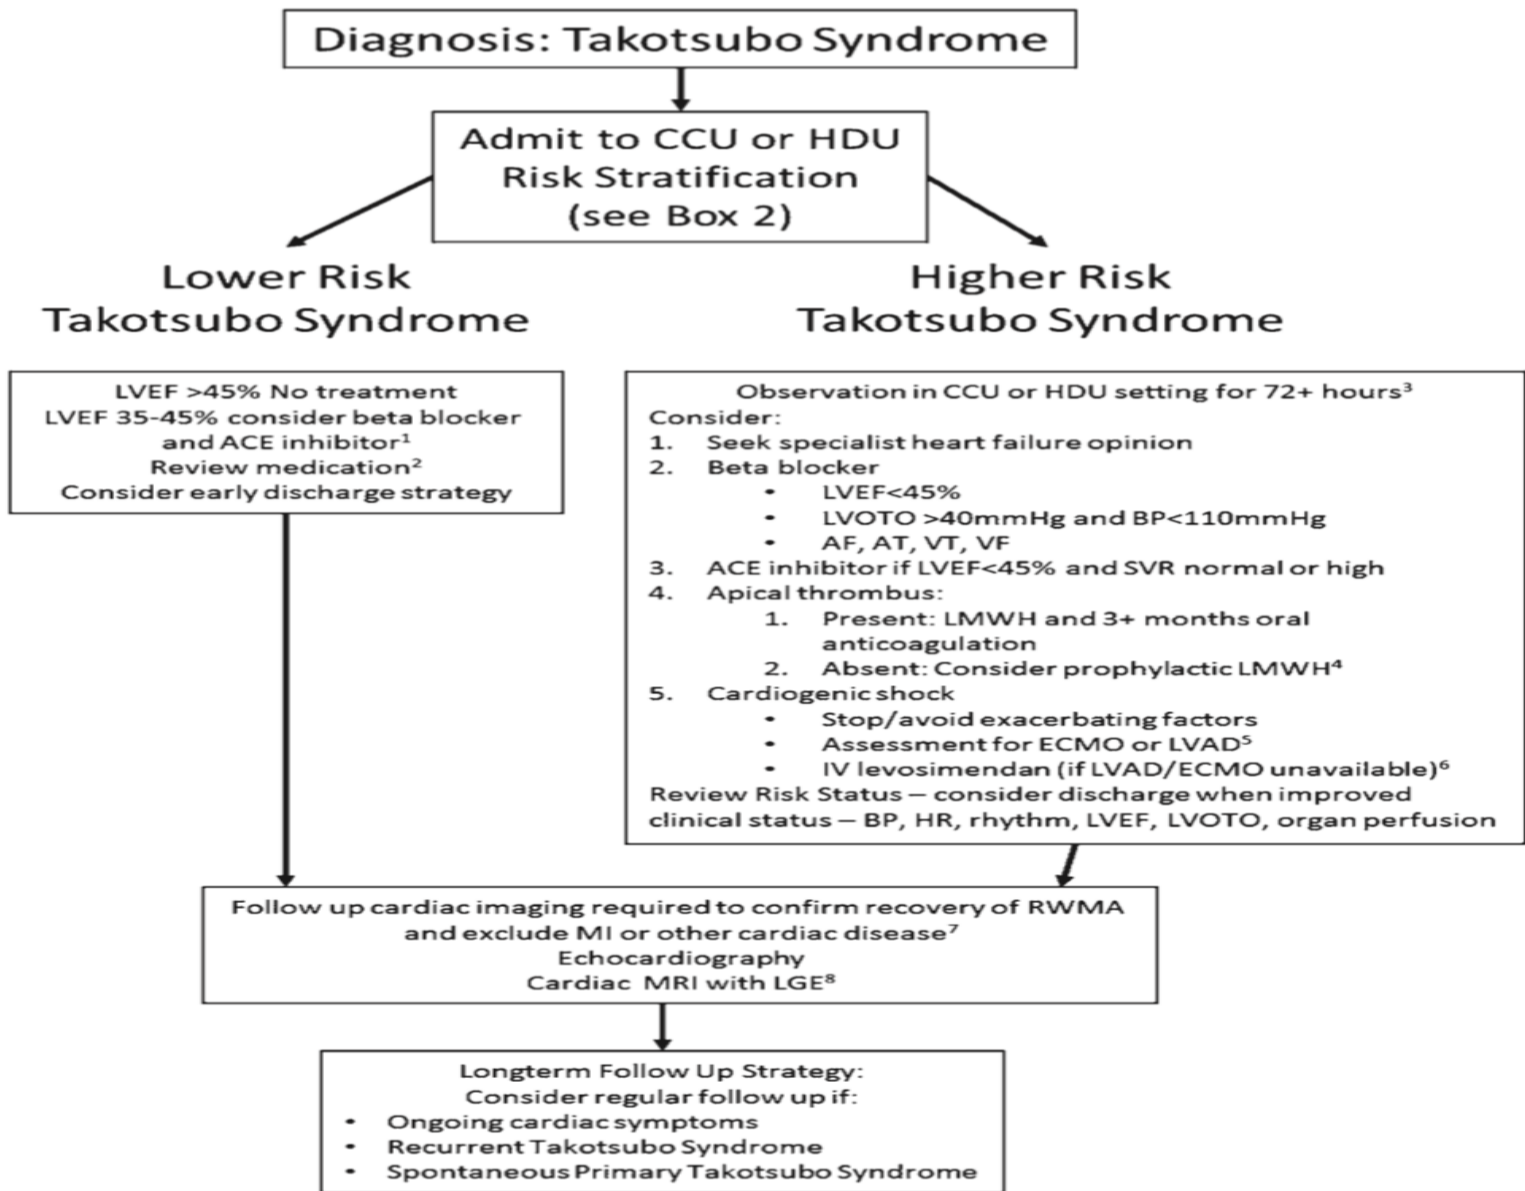 Diagnosis: Takotsubo Syndrome
Admit to CCU or HDU
Risk Stratification
(see Box 2)
Lower Risk
Takotsubo Syndrome
LVEF >45% No treatment
LVEF 35-45% consider beta blocker
and ACE inhibitor¹
Review medication²
Consider early discharge strategy
Higher Risk
Takotsubo Syndrome
Observation in CCU or HDU setting for 72+ hours³
Consider:
1. Seek specialist heart failure opinion
2. Beta blocker
• LVEF<45%
• LVOTO >40mmHg and BP<110mmHg
• AF, AT, VT, VF
3. ACE inhibitor if LVEF<45% and SVR normal or high
4. Apical thrombus:
1. Present: LMWH and 3+ months oral
anticoagulation
2. Absent: Consider prophylactic LMWH⁴
5. Cardiogenic shock
• Stop/avoid exacerbating factors
• Assessment for ECMO or LVAD⁵
• IV levosimendan (if LVAD/ECMO unavailable)⁶
Review Risk Status – consider discharge when improved
clinical status – BP, HR, rhythm, LVEF, LVOTO, organ perfusion
Follow up cardiac imaging required to confirm recovery of RWMA
and exclude MI or other cardiac disease⁷
Echocardiography
Cardiac MRI with LGE⁸
Longterm Follow Up Strategy:
Consider regular follow up if:
• Ongoing cardiac symptoms
• Recurrent Takotsubo Syndrome
• Spontaneous Primary Takotsubo Syndrome